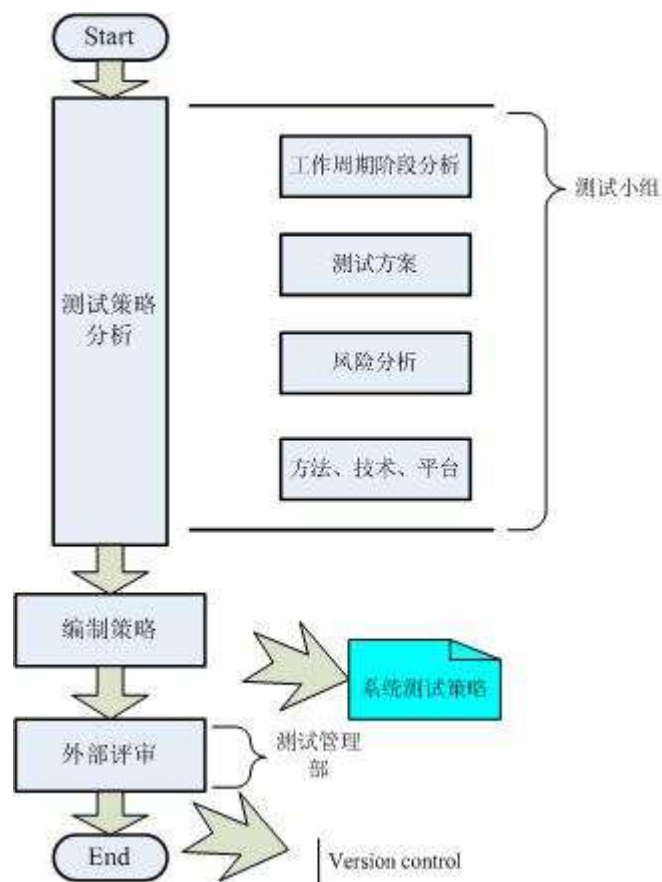 Start
工作周期阶段分析
测试小组
测试方案
测试策略
分析
风险分析
方法、技术、平台
编制策略
系统测试策略
外部评审
测试管理
部
End
Version control